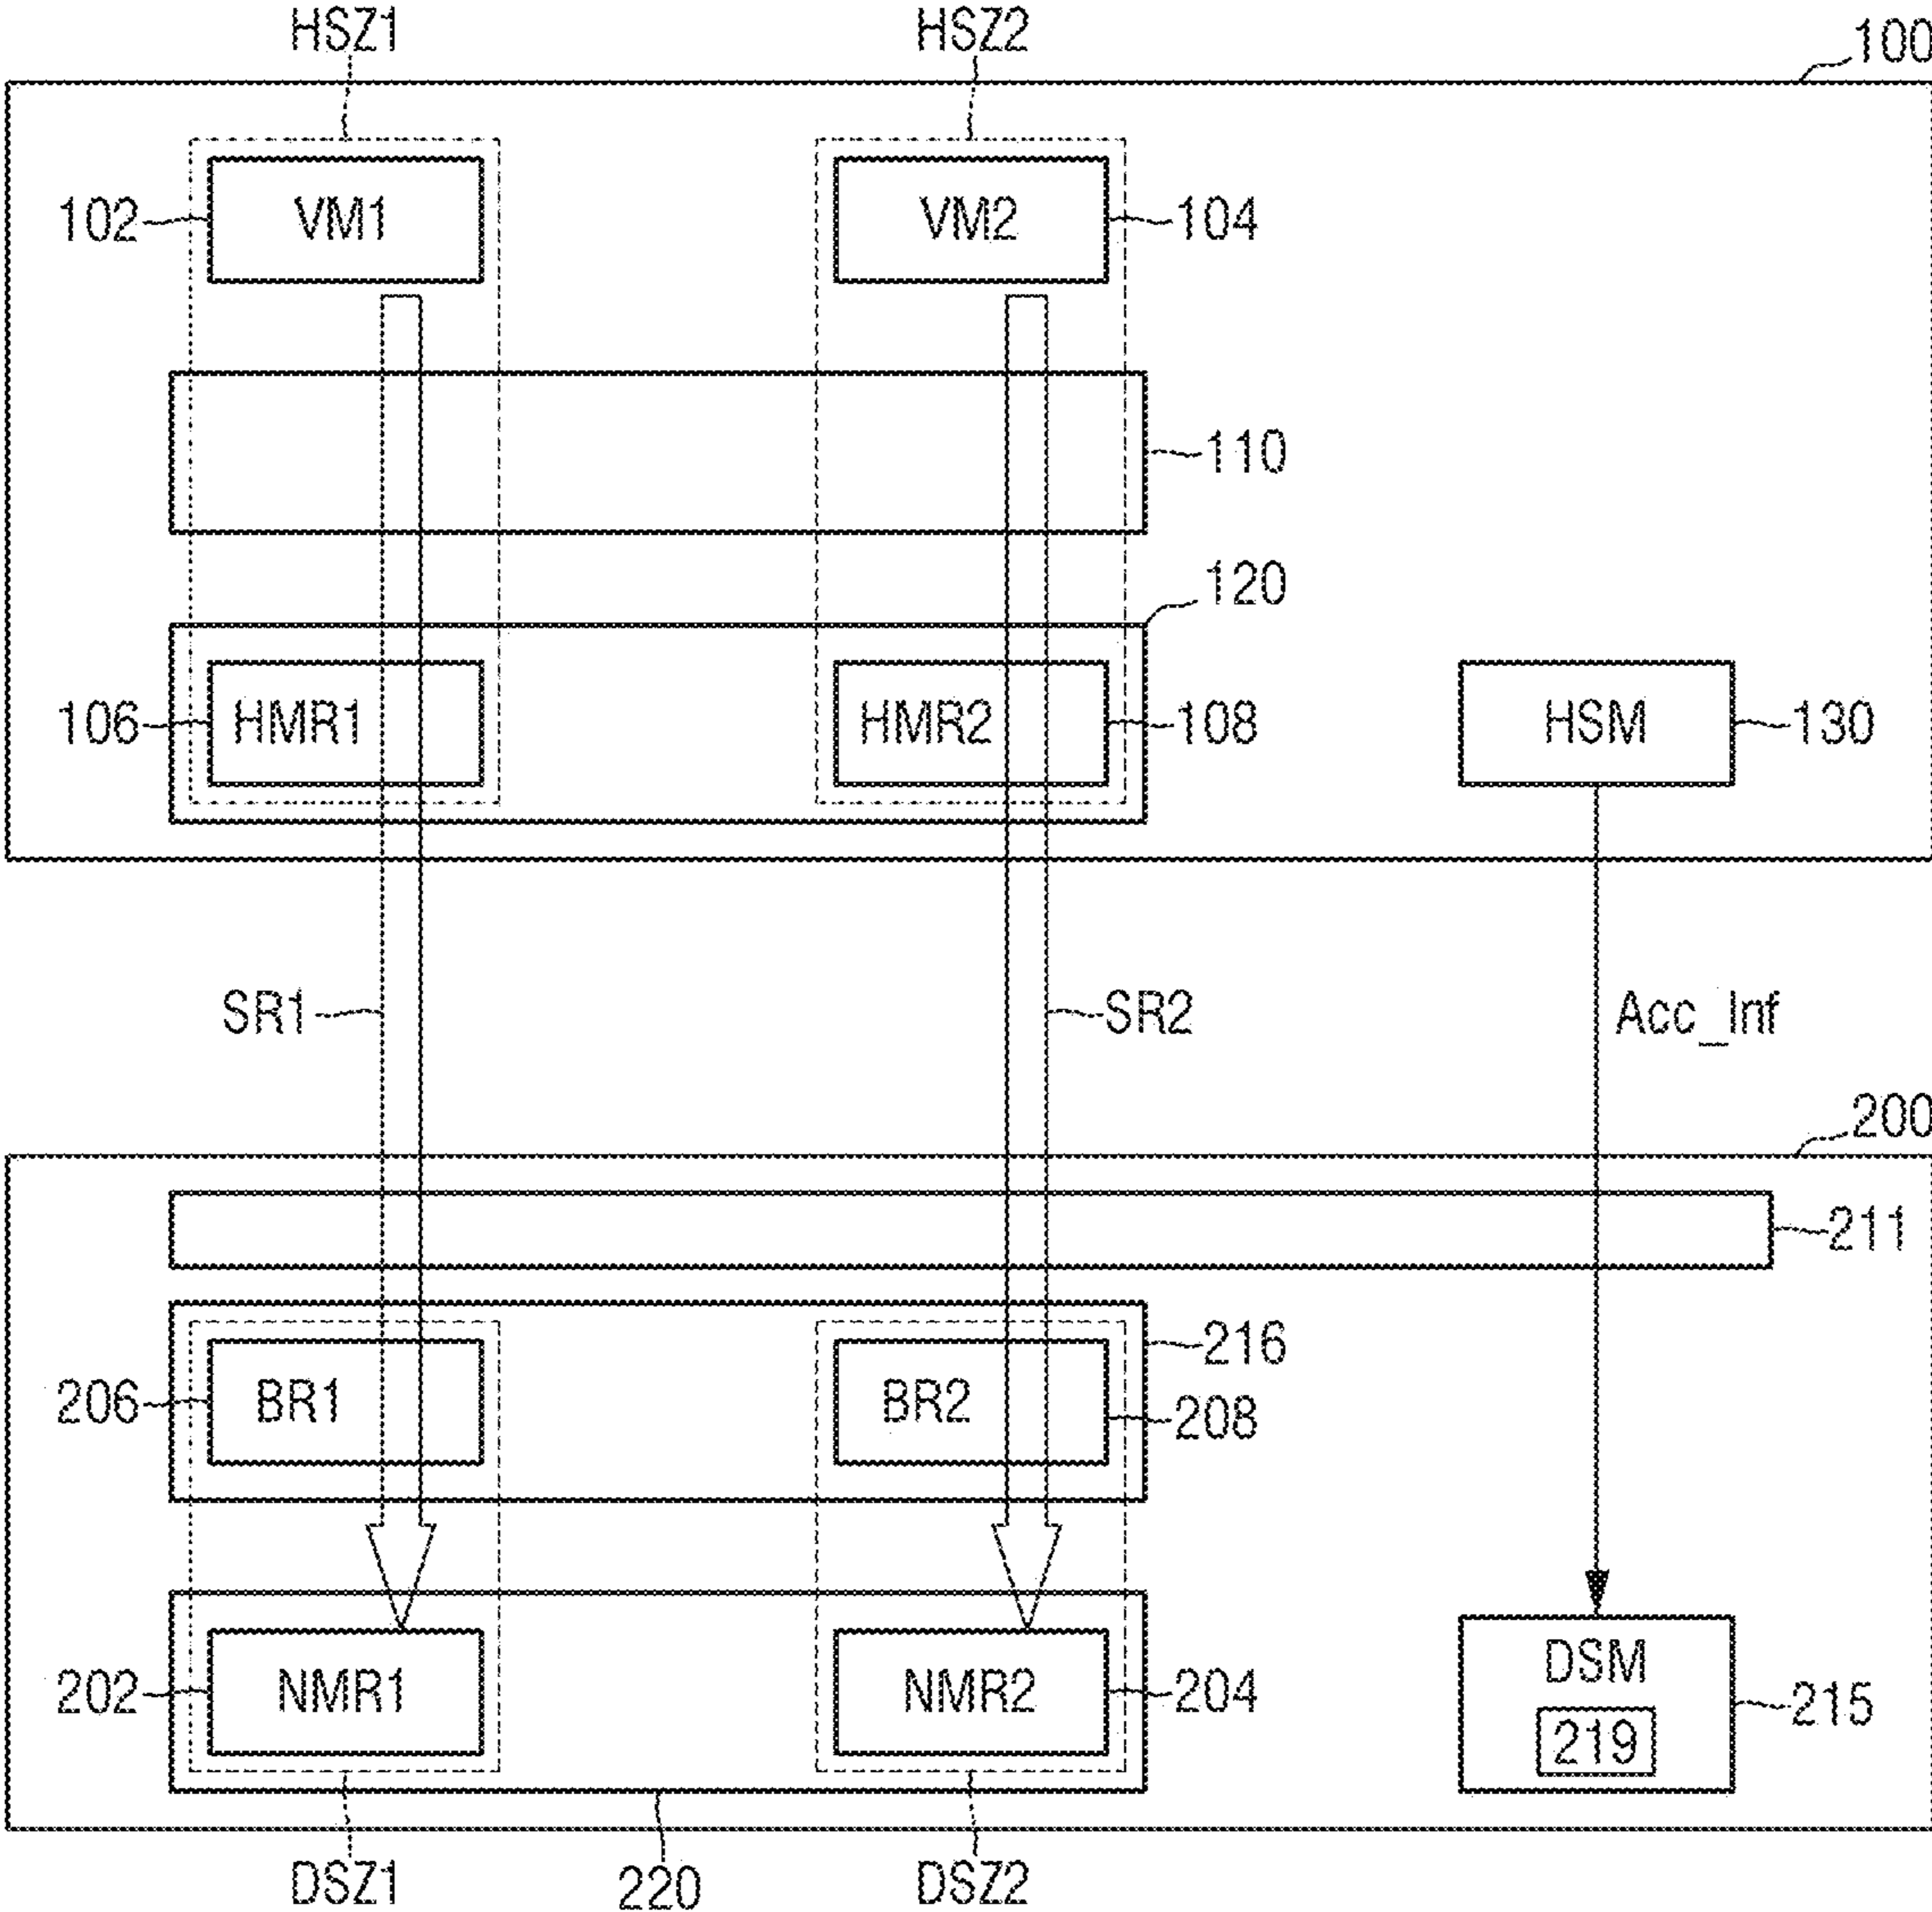 HSZ1
HSZ2
100
102
VM1
VM2
104
110
120
106
HMR1
HMR2
108
HSM
130
SR1
SR2
Acc_Inf
200
211
216
206
BR1
BR2
208
202
NMR1
NMR2
204
DSM
215
219
DSZ1
220
DSZ2